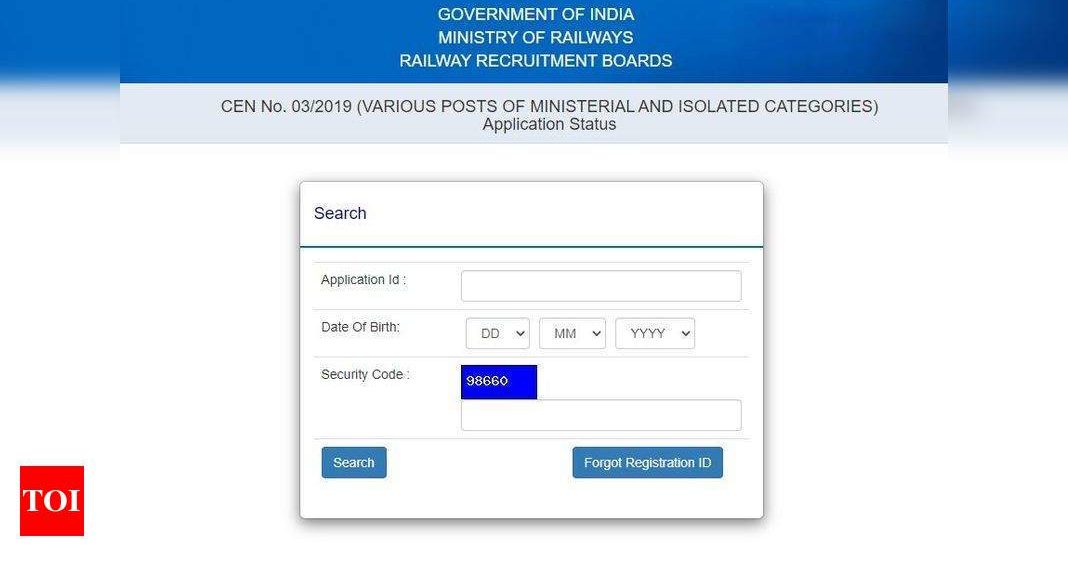 GOVERNMENT OF INDIA
MINISTRY OF RAILWAYS
RAILWAY RECRUITMENT BOARDS
CEN No. 03/2019 (VARIOUS POSTS OF MINISTERIAL AND ISOLATED CATEGORIES)
Application Status
Search
Application Id :
Date Of Birth: DD MM YYYY
Security Code : 98660
Search Forgot Registration ID
TOI